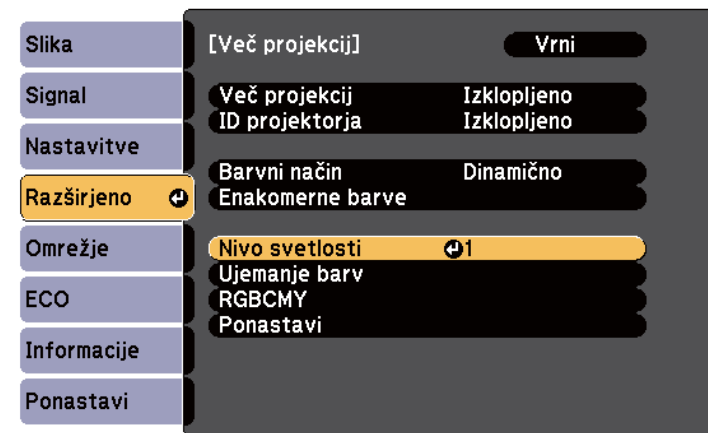 Slika
Signal
Nastavitve
Razširjeno
Omrežje
ECO
Informacije
Ponastavi
[Več projekcij] Vrni
Več projekcij Izklopljeno
ID projektorja Izklopljeno
Barvni način Dinamično
Enakomerne barve
Nivo svetlosti 1
Ujemanje barv
RGBCMY
Ponastavi